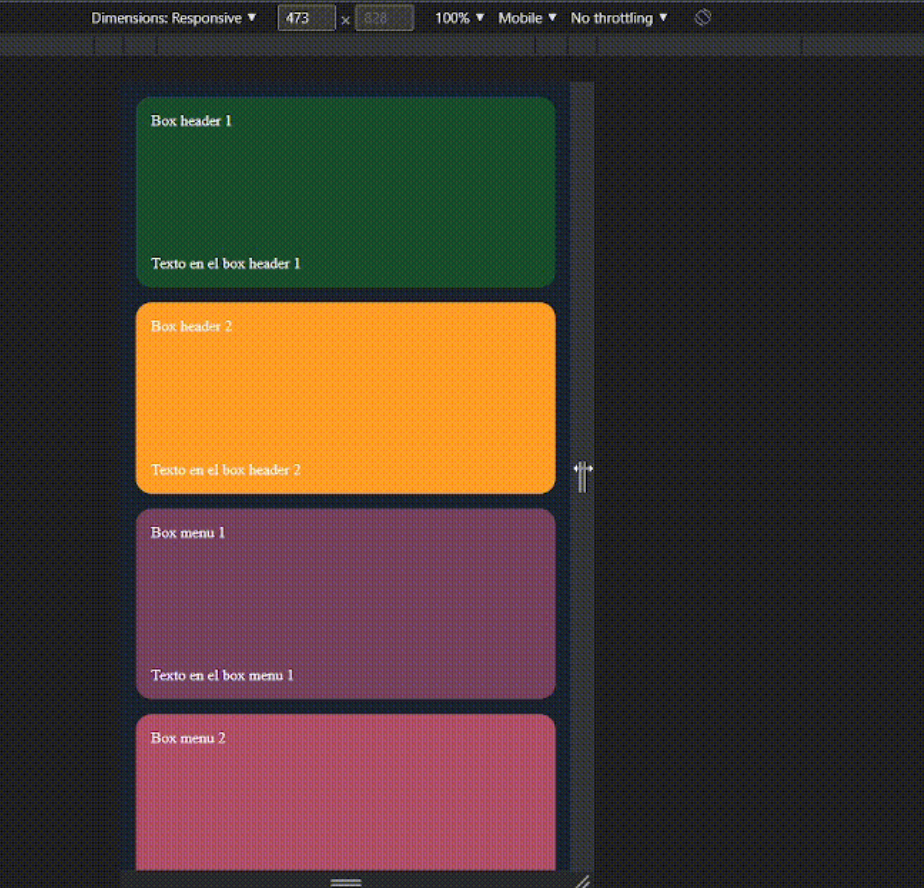 Dimensions: Responsive ▼ 473 × 828 100% ▼ Mobile ▼ No throttling ▼
Box header 1
Texto en el box header 1
Box header 2
Texto en el box header 2
Box menu 1
Texto en el box menu 1
Box menu 2